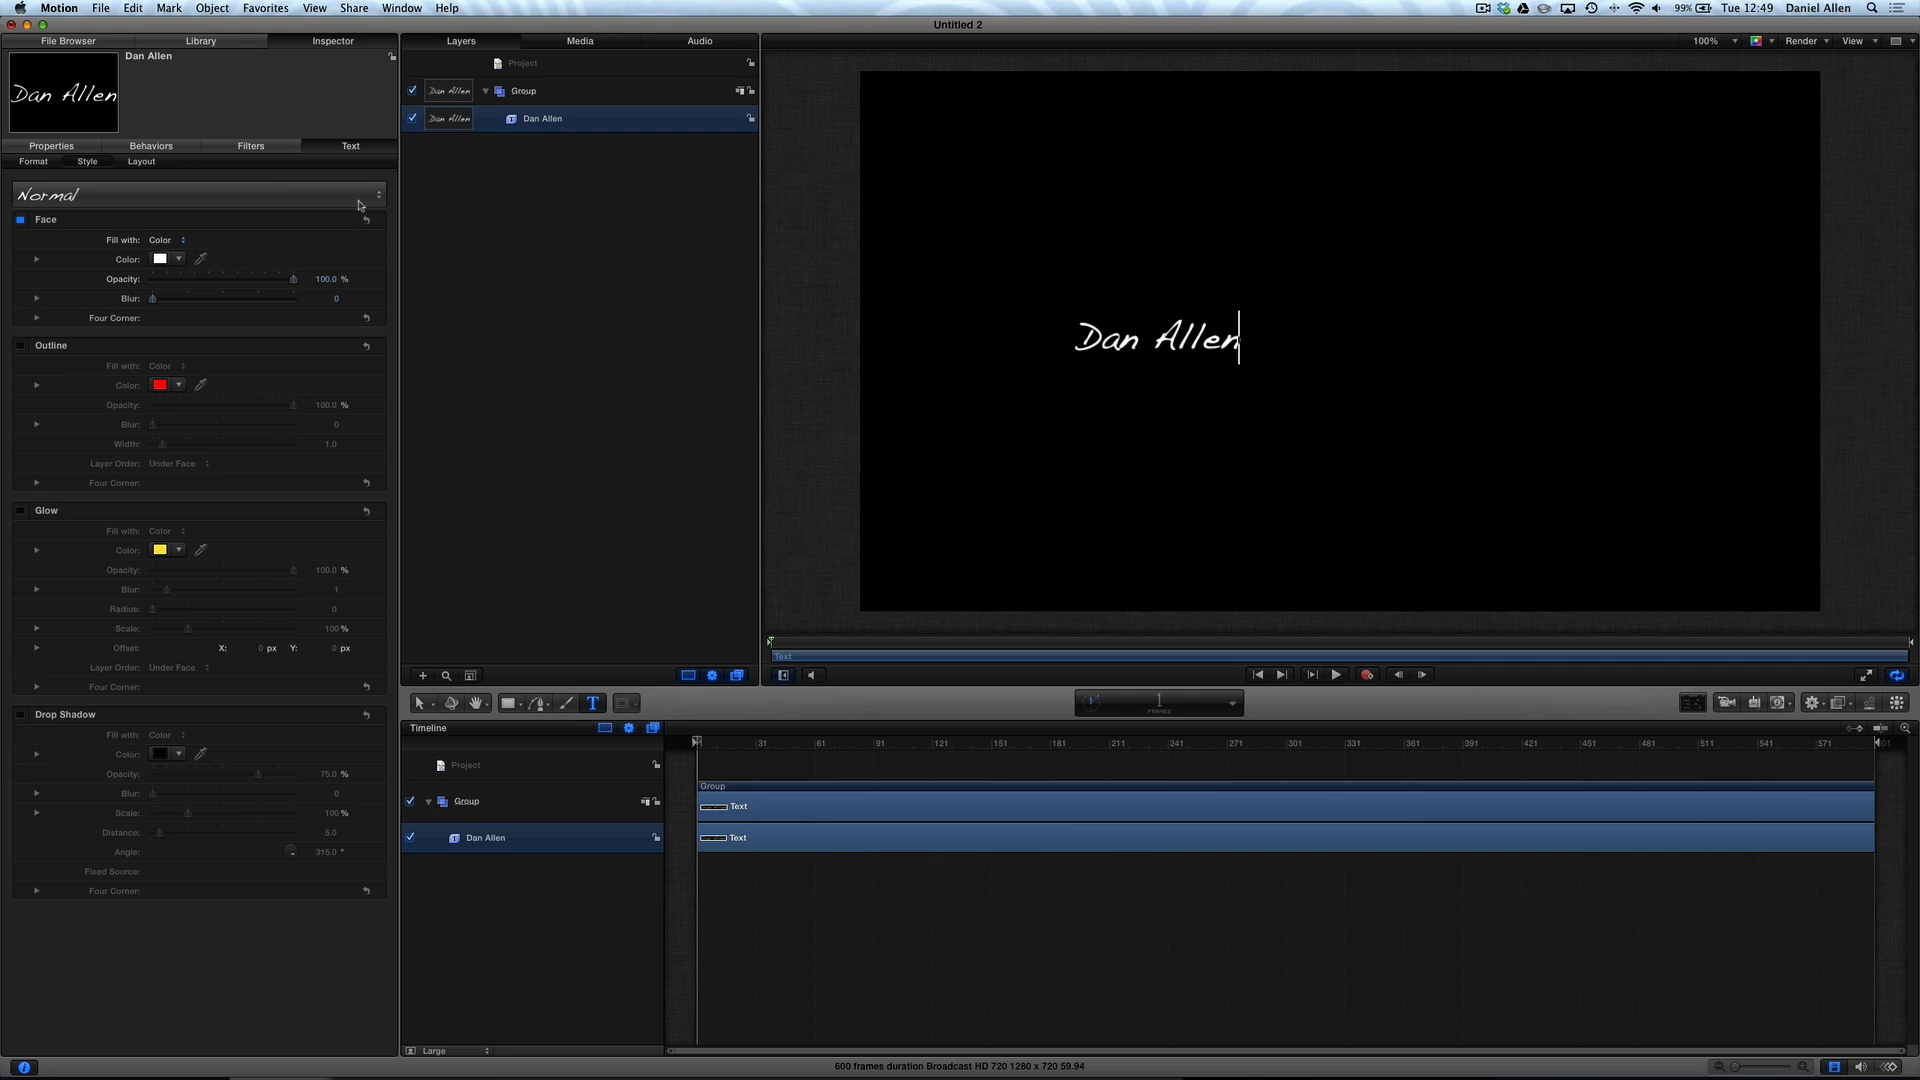 Motion File Edit Mark Object Favorites View Share Window Help
99% Tue 12:49 Daniel Allen
Untitled 2
File Browser Library Inspector
Layers Media Audio
100% Render View
Dan Allen
Dan Allen
Project
Dan Allen Group
Dan Allen Dan Allen
Properties Behaviors Filters Text
Format Style Layout
Normal
Face
Fill with: Color
Color:
Opacity: 100.0 %
Blur: 0
Four Corner:
Outline
Fill with: Color
Color:
Opacity: 100.0 %
Blur: 0
Width: 1.0
Layer Order: Under Face
Four Corner:
Glow
Fill with: Color
Color:
Opacity: 100.0 %
Blur: 1
Radius: 0
Scale: 100 %
Offset: X: 0 px Y: 0 px
Layer Order: Under Face
Four Corner:
Drop Shadow
Fill with: Color
Color:
Opacity: 75.0 %
Blur: 0
Scale: 100 %
Distance: 5.0
Angle: 315.0 °
Fixed Source:
Four Corner:
Dan Allen
Text
T
1
FRAMES
Timeline
31 61 91 121 151 181 211 241 271 301 331 361 391 421 451 481 511 541 571
Project
Group
Group
Text
Dan Allen
Text
Large
600 frames duration Broadcast HD 720 1280 x 720 59.94